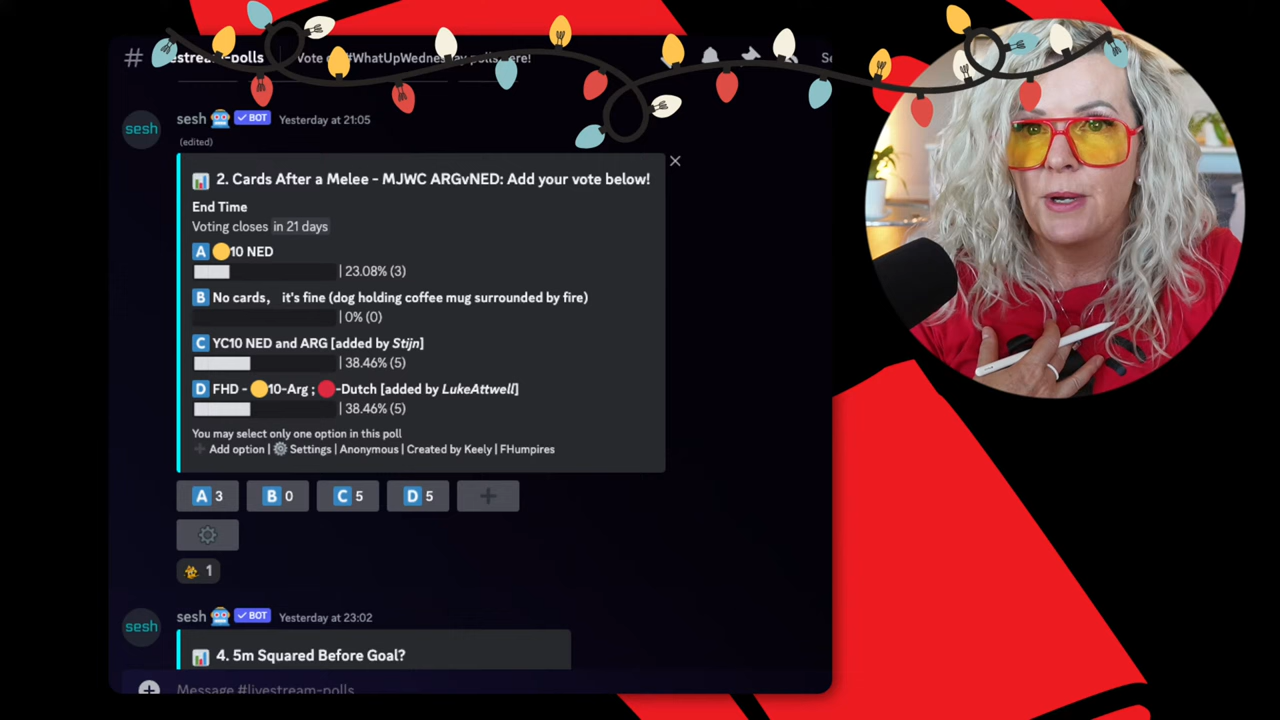 estream-polls
Vote #WhatUpWednes polls here!
sesh BOT Yesterday at 21:05
sesh
(edited)
2. Cards After a Melee - MJWC ARGvNED: Add your vote below!
End Time
Voting closes in 21 days
A 10 NED
| 23.08% (3)
B No cards, it's fine (dog holding coffee mug surrounded by fire)
| 0% (0)
C YC10 NED and ARG [added by Stijn]
| 38.46% (5)
D FHD - 10-Arg ; -Dutch [added by LukeAttwell]
| 38.46% (5)
You may select only one option in this poll
+ Add option | Settings | Anonymous | Created by Keely | FHumpires
A 3 B 0 C 5 D 5 +
1
sesh BOT Yesterday at 23:02
sesh
4. 5m Squared Before Goal?
Message #livestream-polls